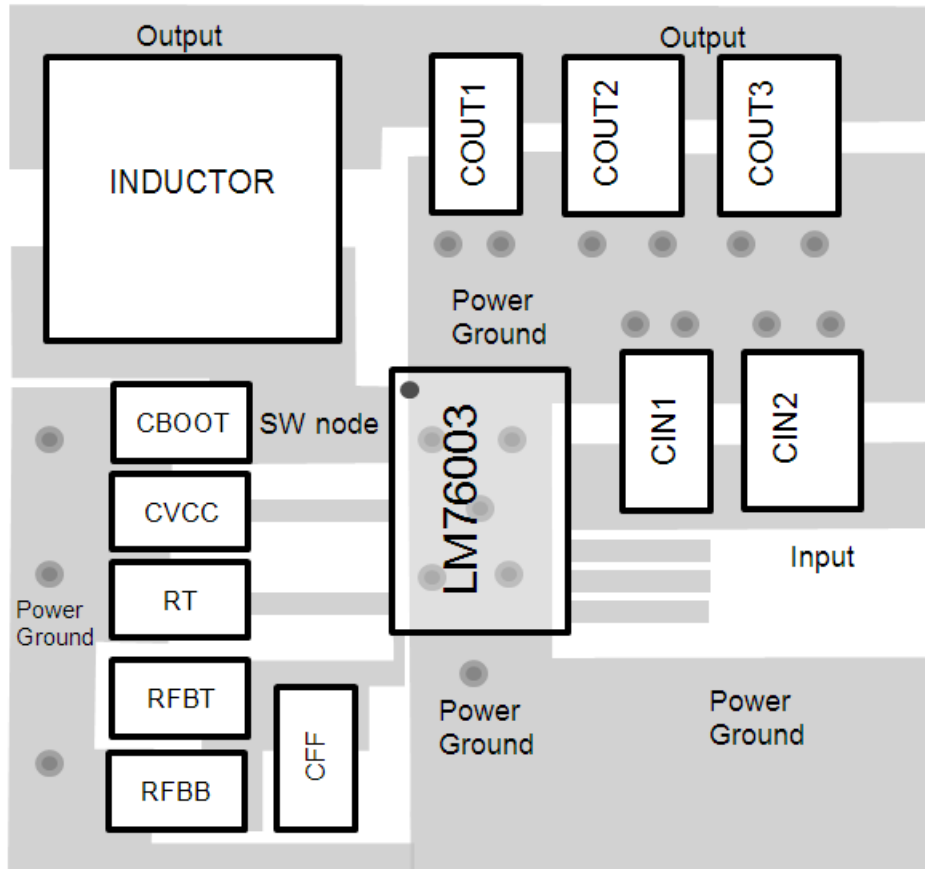 Output
Output
INDUCTOR
COUT1
COUT2
COUT3
Power
Ground
CBOOT
SW node
LM76003
CIN1
CIN2
CVCC
Input
RT
Power
Ground
RFBT
CFF
Power
Ground
Power
Ground
RFBB